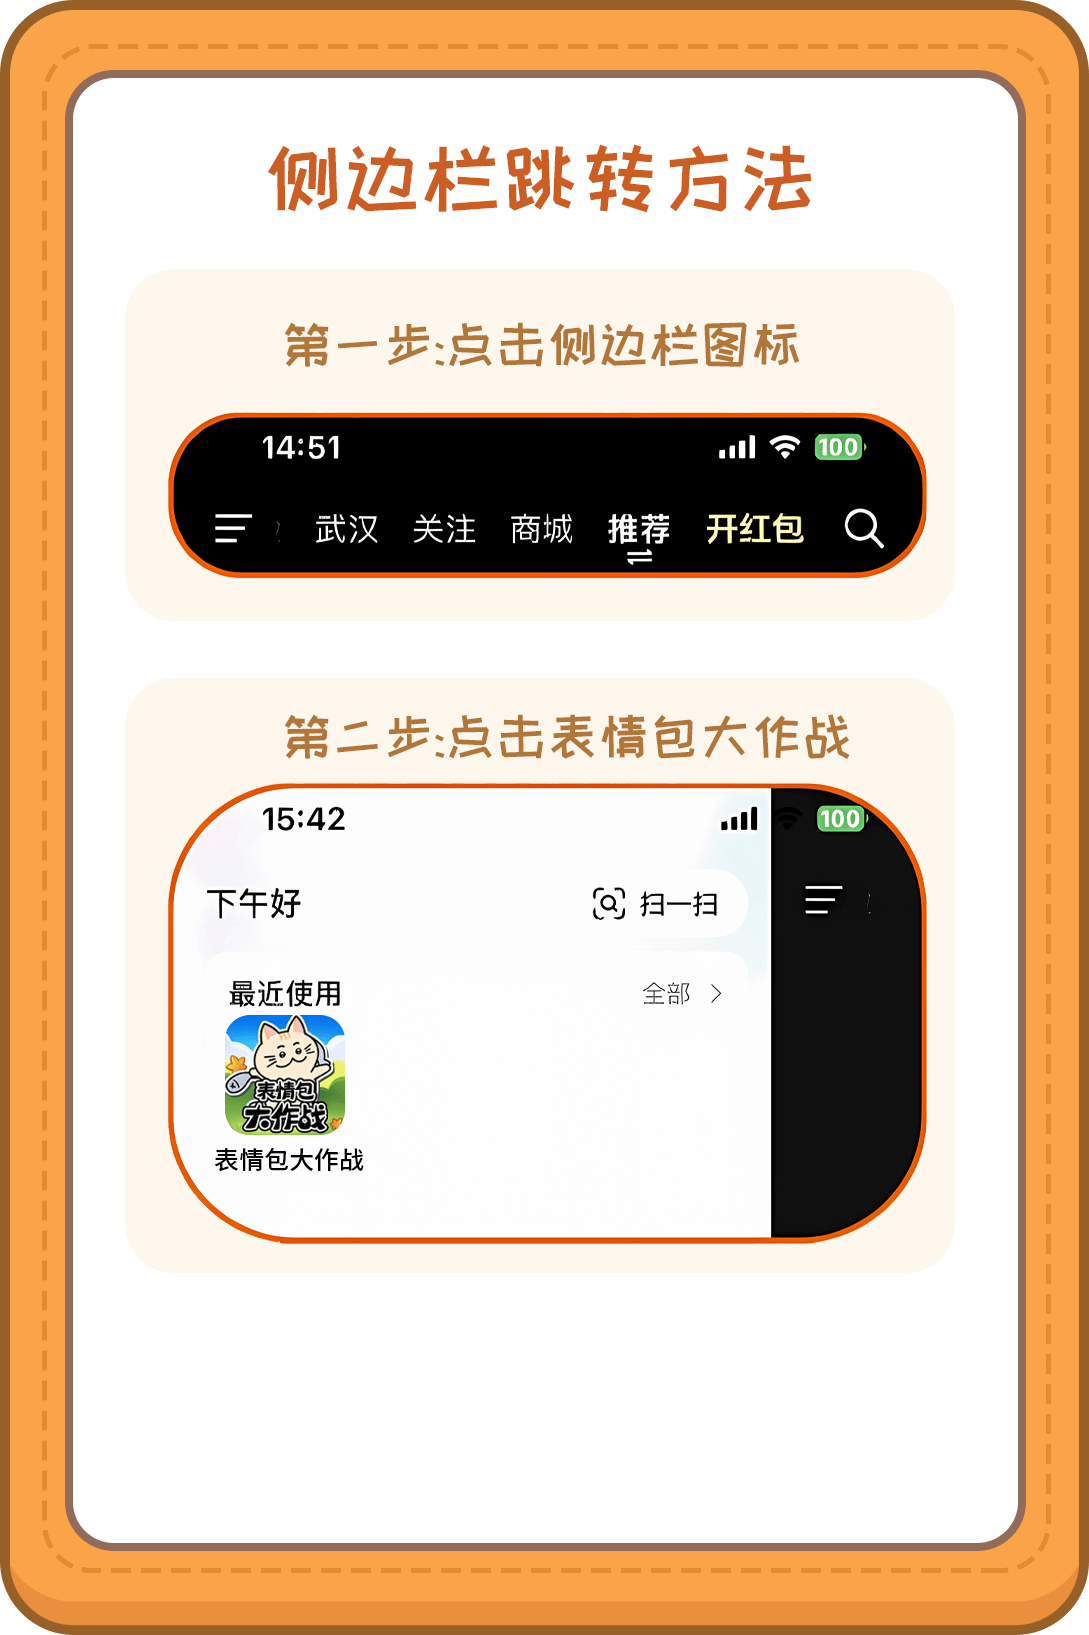 侧边栏跳转方法
第一步:点击侧边栏图标
14:51 100
武汉 关注 商城 推荐 开红包
第二步:点击表情包大作战
15:42 100
下午好 扫一扫
最近使用 全部
表情包
大作战
表情包大作战